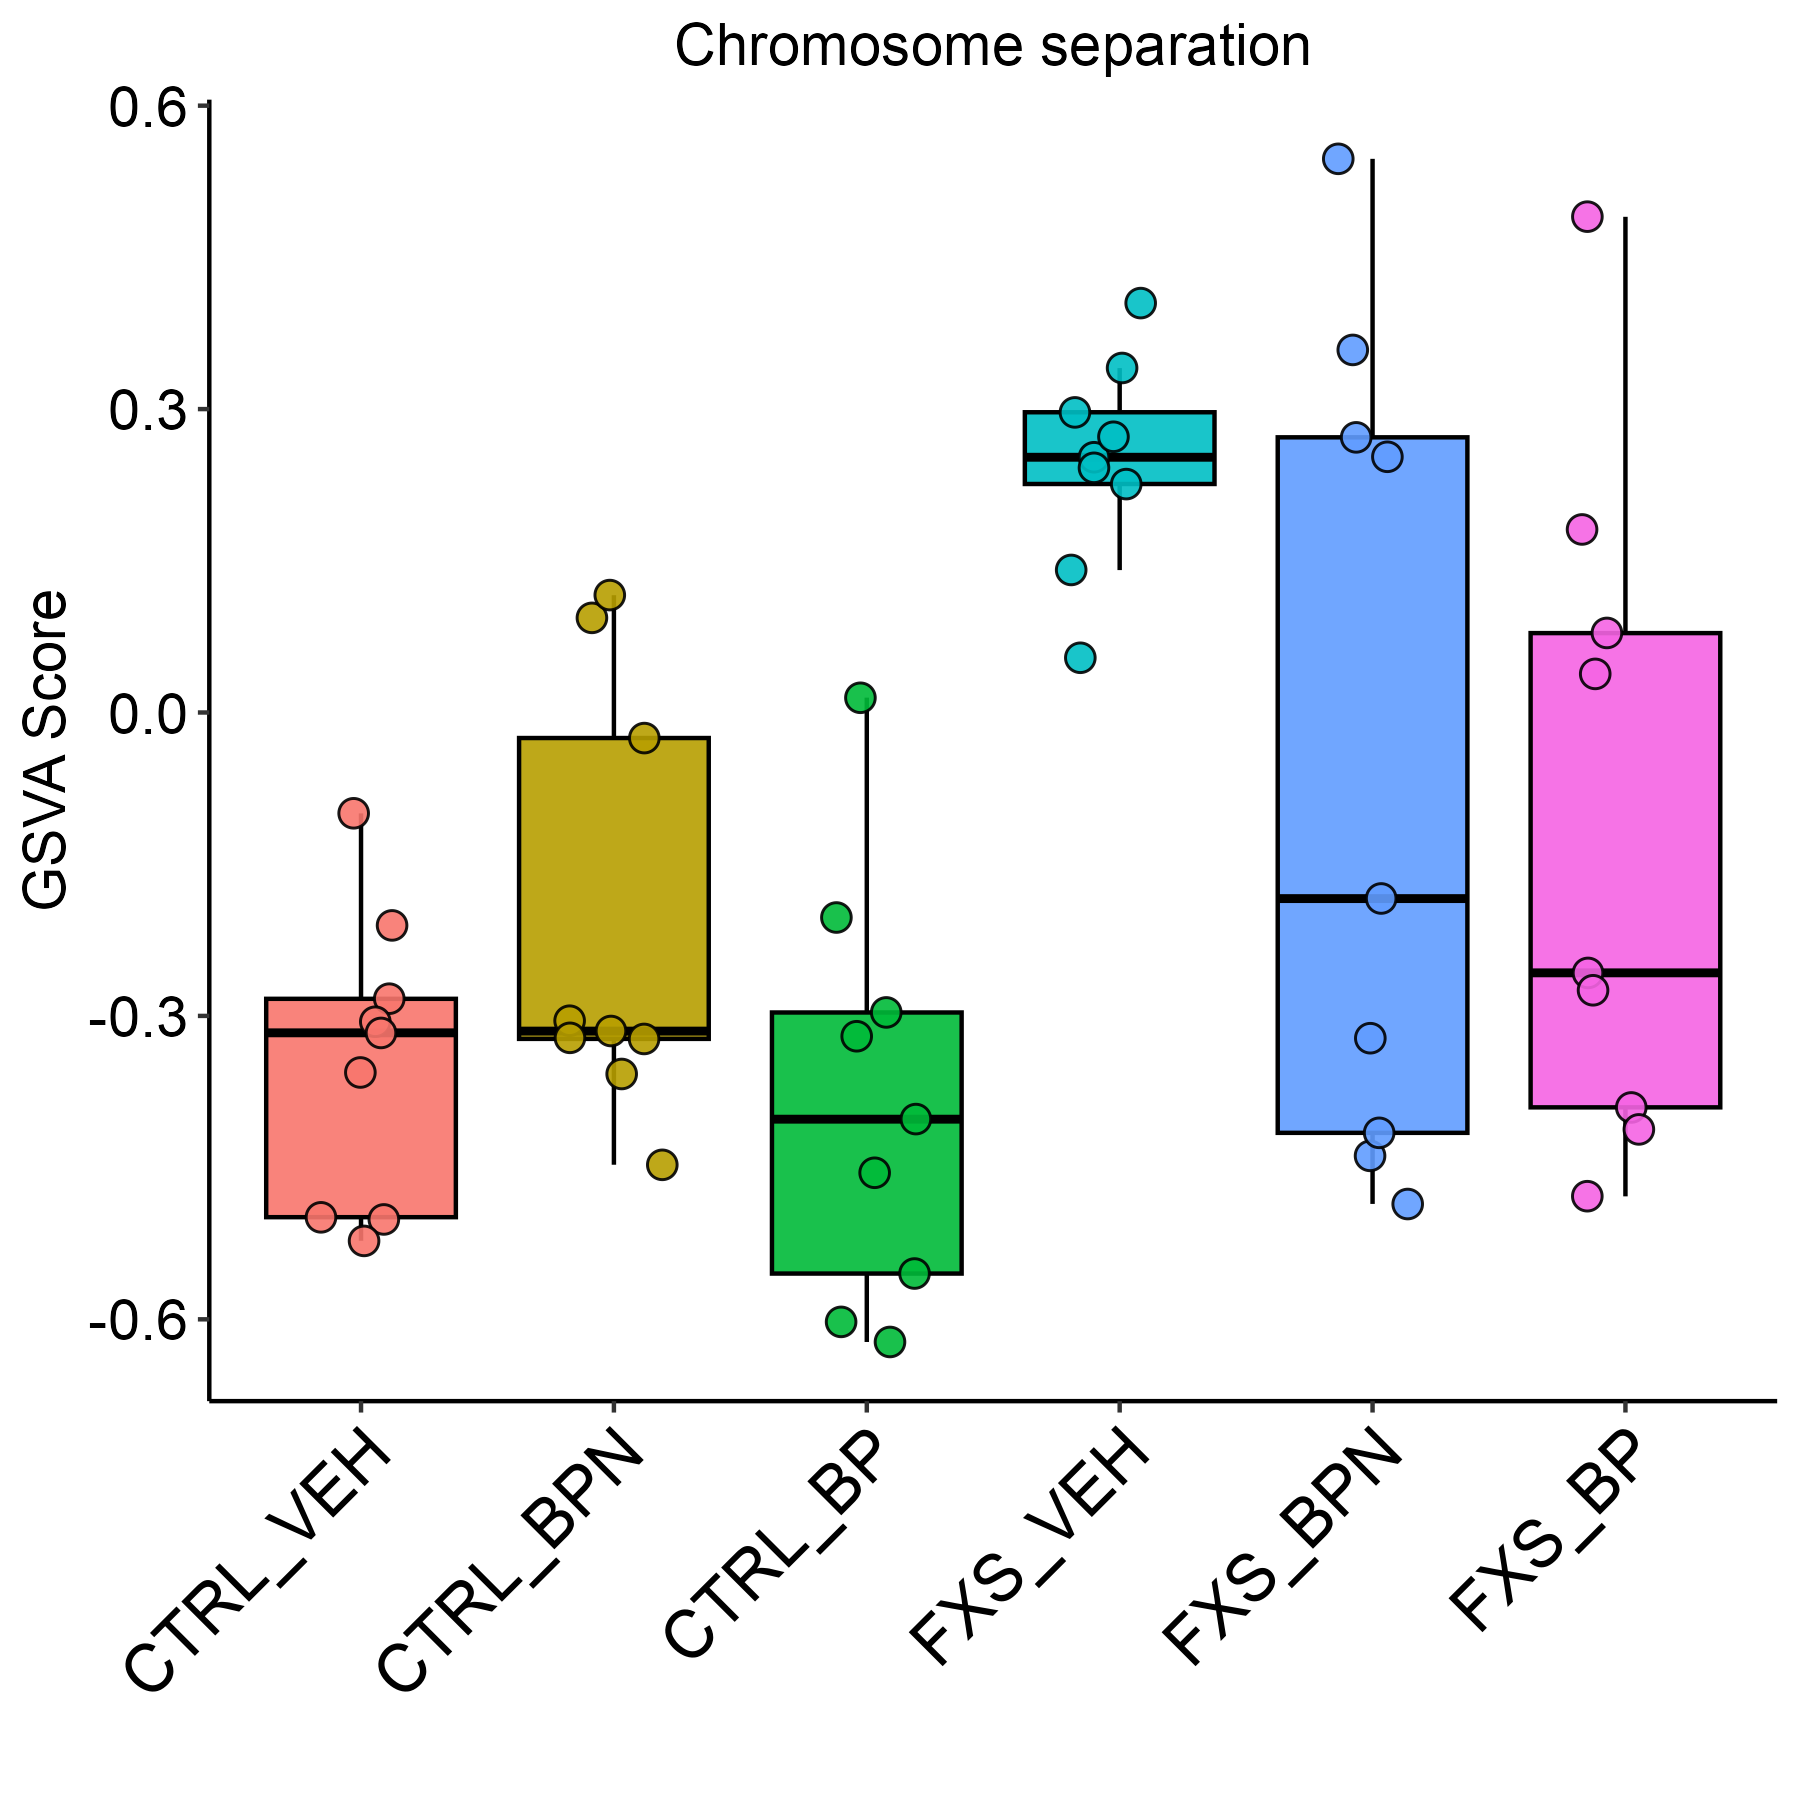 Chromosome separation
GSVA Score
0.6
0.3
0.0
-0.3
-0.6
CTRL_VEH
CTRL_BPN
CTRL_BP
FXS_VEH
FXS_BPN
FXS_BP